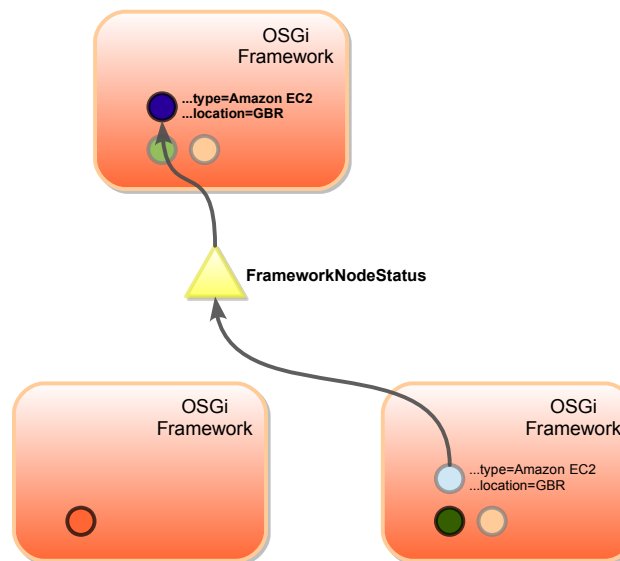 OSGi
Framework
...type=Amazon EC2
...location=GBR
FrameworkNodeStatus
OSGi
Framework
OSGi
Framework
...type=Amazon EC2
...location=GBR